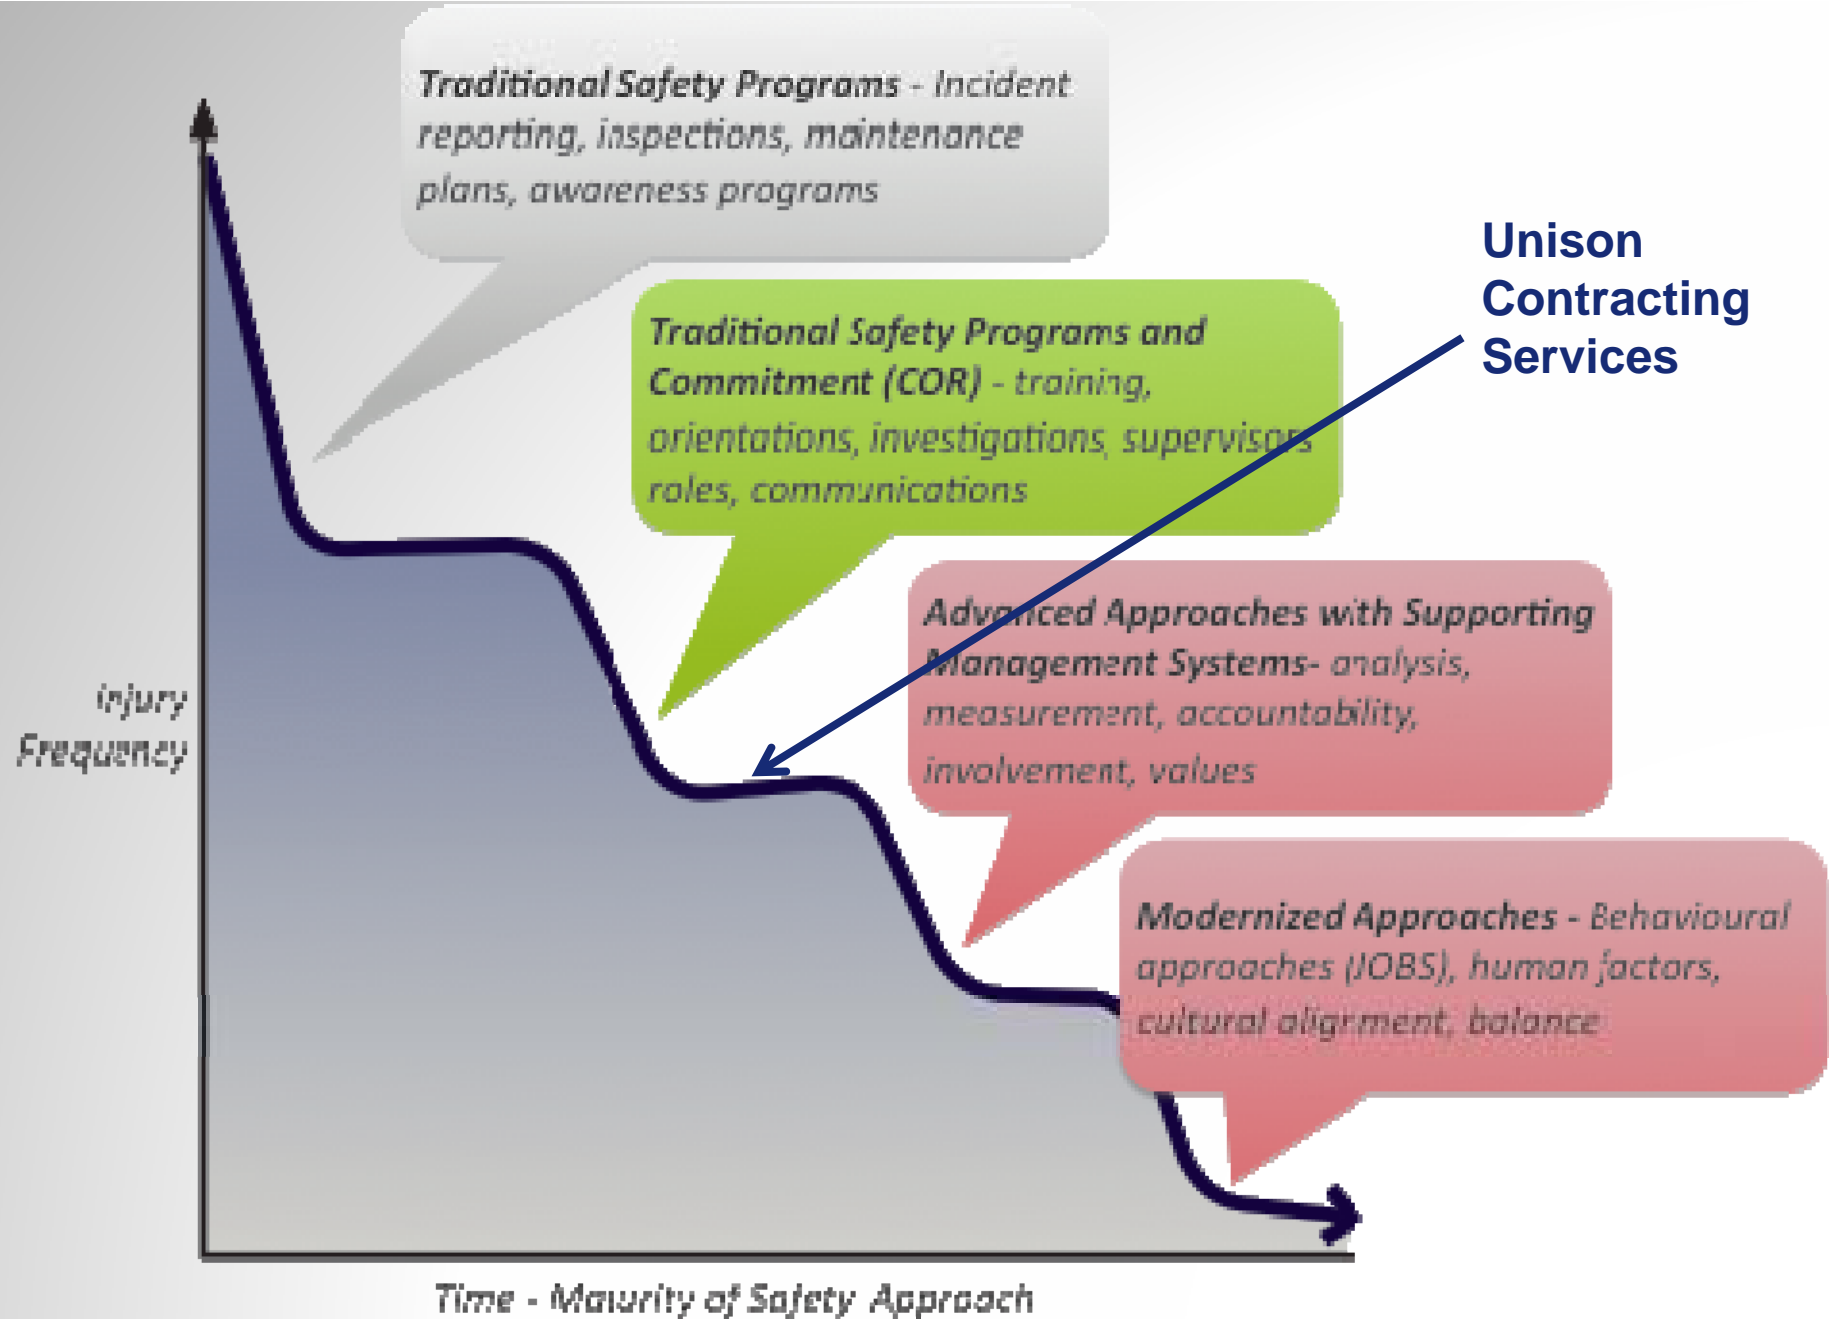 Traditional Safety Programs - Incident
reporting, inspections, maintenance
plans, awareness programs
Unison
Contracting
Services
Traditional Safety Programs and
Commitment (COR) - training,
orientations, investigations, supervisors
roles, communications
Advanced Approaches with Supporting
Management Systems- analysis,
measurement, accountability,
involvement, values
Injury
Frequency
Modernized Approaches - Behavioural
approaches (JOBS), human factors,
cultural alignment, balance
Time - Maturity of Safety Approach